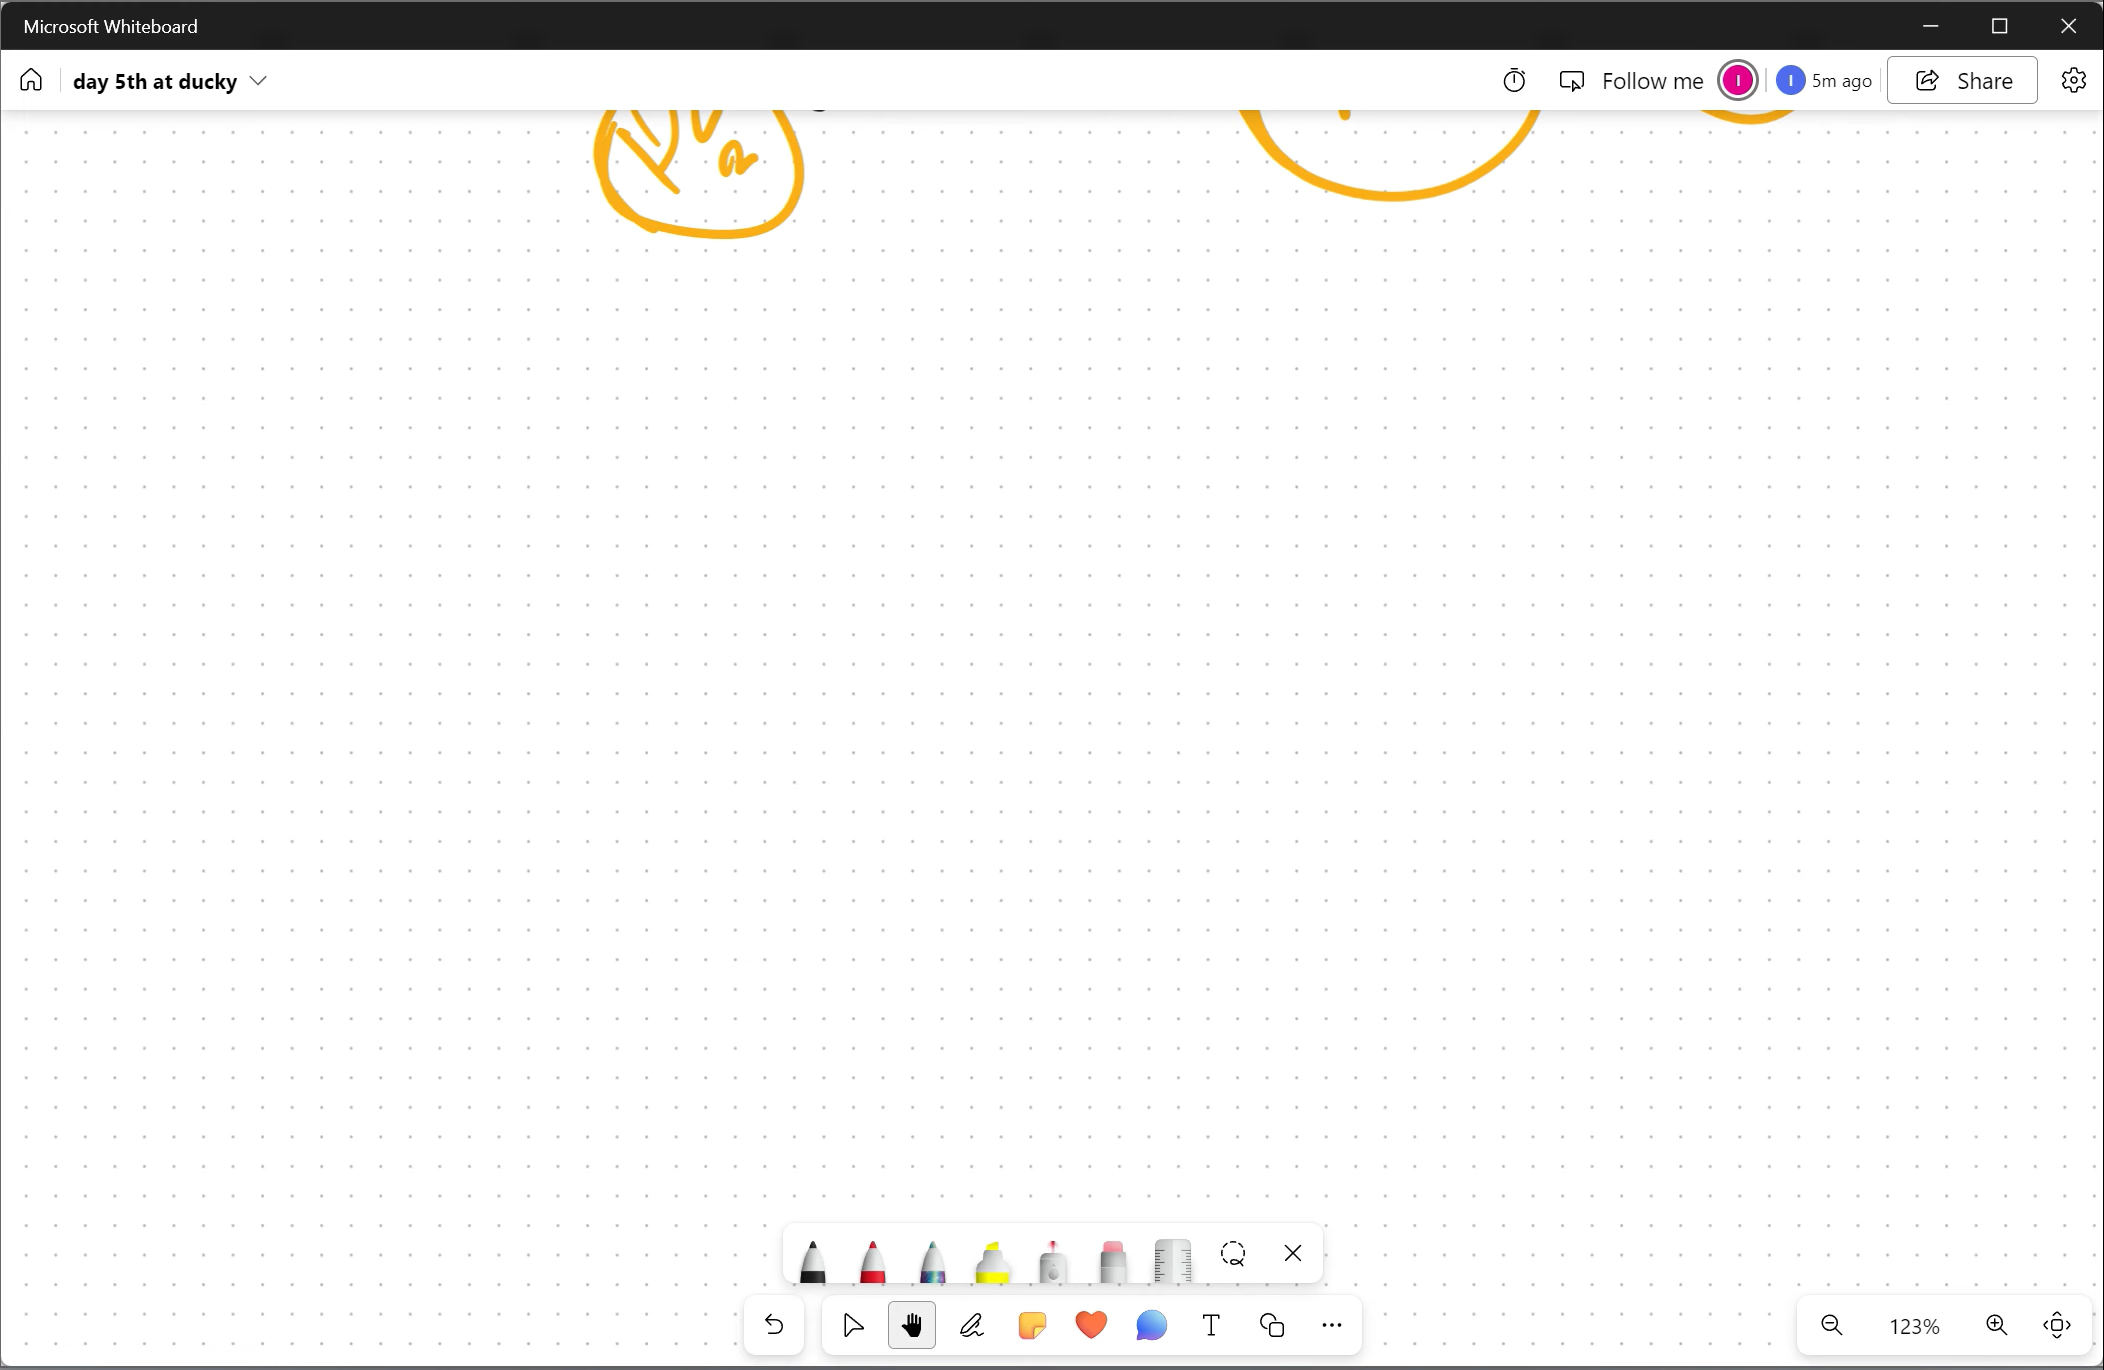 Microsoft Whiteboard
day 5th at ducky
Follow me
I
I
5m ago
Share
T
123%